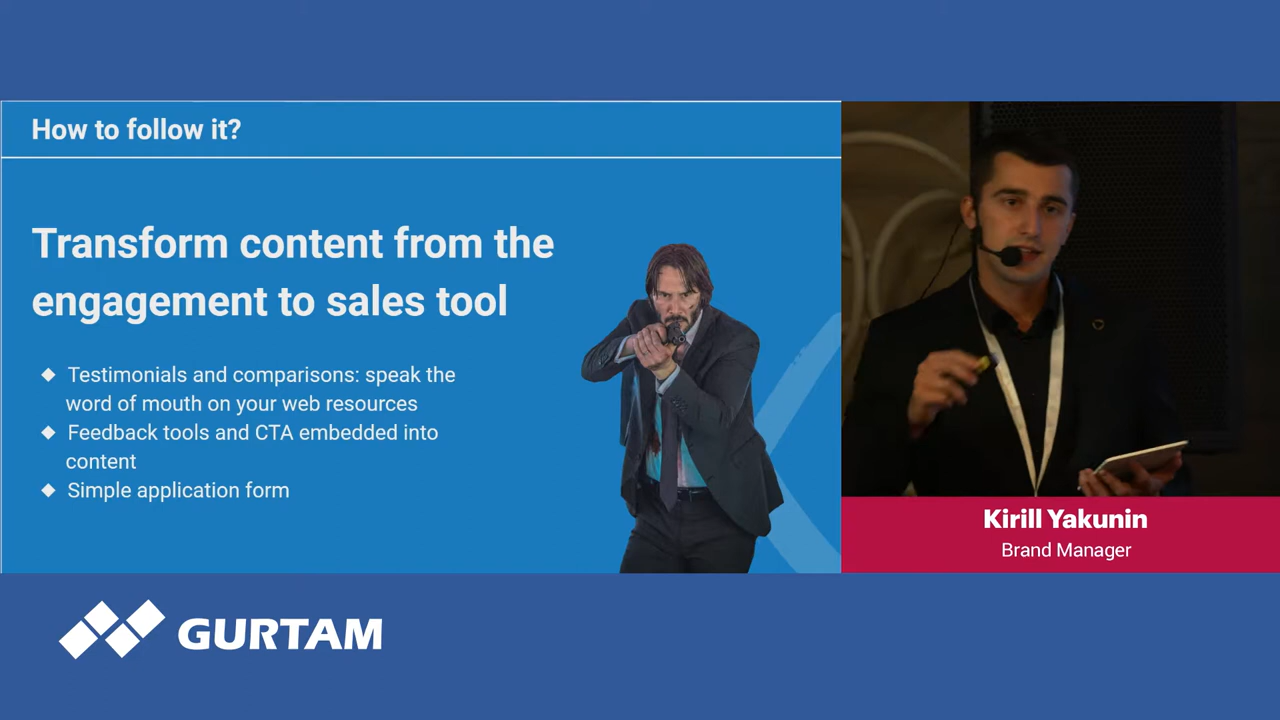 How to follow it?
Transform content from the
engagement to sales tool
◆ Testimonials and comparisons: speak the
word of mouth on your web resources
◆ Feedback tools and CTA embedded into
content
◆ Simple application form
Kirill Yakunin
Brand Manager
GURTAM